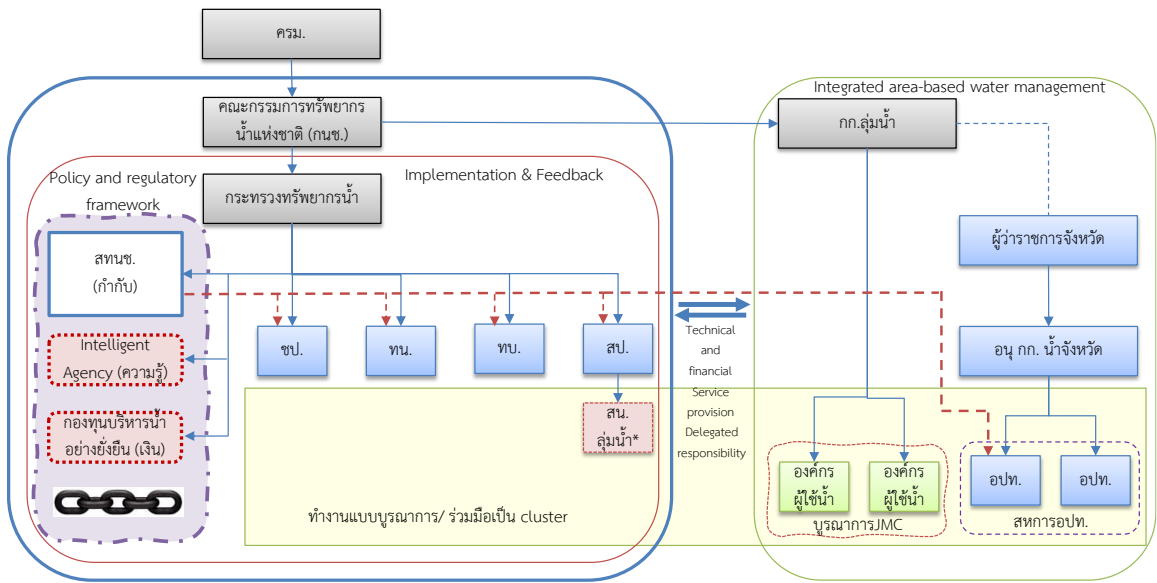 ครม.
คณะกรรมการทรัพยากร
น้ำแห่งชาติ (กนช.)
Integrated area-based water management
กก.ลุ่มน้ำ
Policy and regulatory
framework
Implementation & Feedback
กระทรวงทรัพยากรน้ำ
ผู้ว่าราชการจังหวัด
สทนช.
(กำกับ)
Intelligent
Agency (ความรู้)
กองทุนบริหารน้ำ
อย่างยั่งยืน (เงิน)
ชป.
ทน.
ทบ.
สป.
สน.
ลุ่มน้ำ*
Technical
and
financial
Service
provision
Delegated
responsibility
อนุ กก. น้ำจังหวัด
องค์กร
ผู้ใช้น้ำ
องค์กร
ผู้ใช้น้ำ
บูรณาการJMC
อปท.
อปท.
สหการอปท.
ทำงานแบบบูรณาการ/ ร่วมมือเป็น cluster